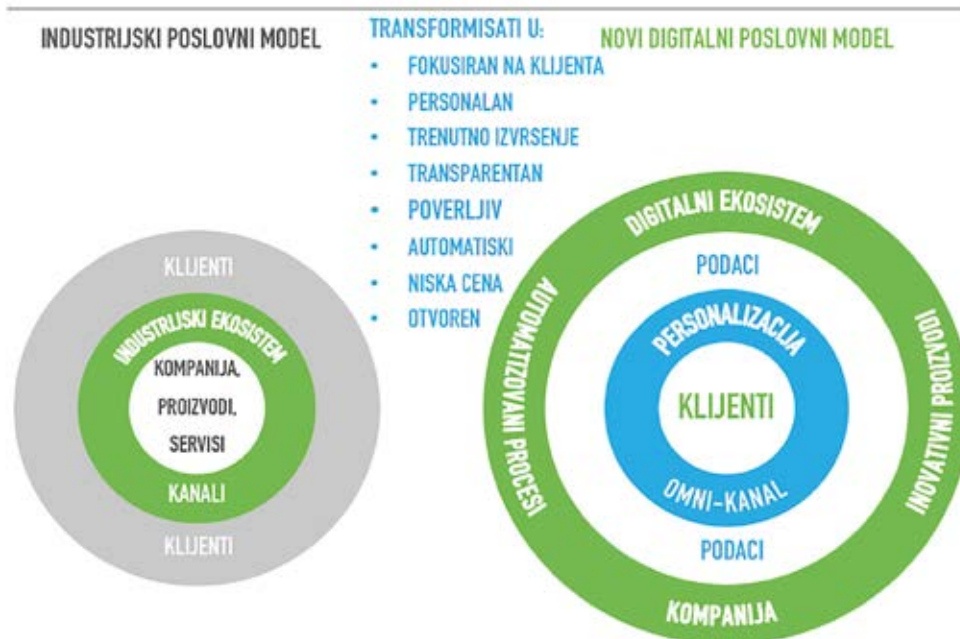 INDUSTRIJSKI POSLOVNI MODEL
TRANSFORMISATI U:
• FOKUSIRAN NA KLIJENTA
• PERSONALAN
• TRENUTNO IZVRSENJE
• TRANSPARENTAN
• POVERLJIV
• AUTOMATISKI
• NISKA CENA
• OTVOREN
NOVI DIGITALNI POSLOVNI MODEL
KLIJENTI
INDUSTRIJSKI EKOSISTEM
KOMPANIJA,
PROIZVODI,
SERVISI
KANALI
KLIJENTI
DIGITALNI EKOSISTEM
AUTOMATIZOVANI PROCESI
INOVATIVNI PROIZVODI
PODACI
PERSONALIZACIJA
KLIJENTI
OMNI-KANAL
PODACI
KOMPANIJA